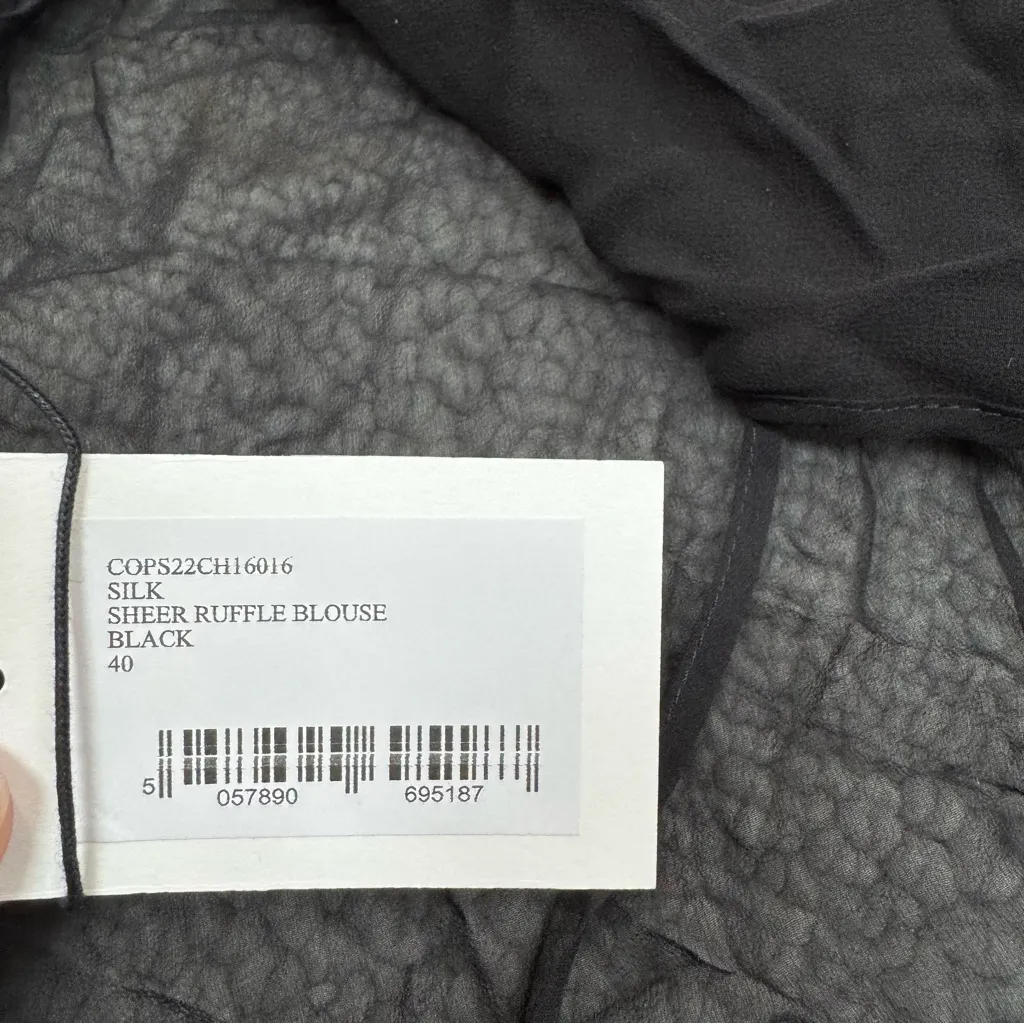 COPS22CH16016
SILK
SHEER RUFFLE BLOUSE
BLACK
40
5 057890 695187